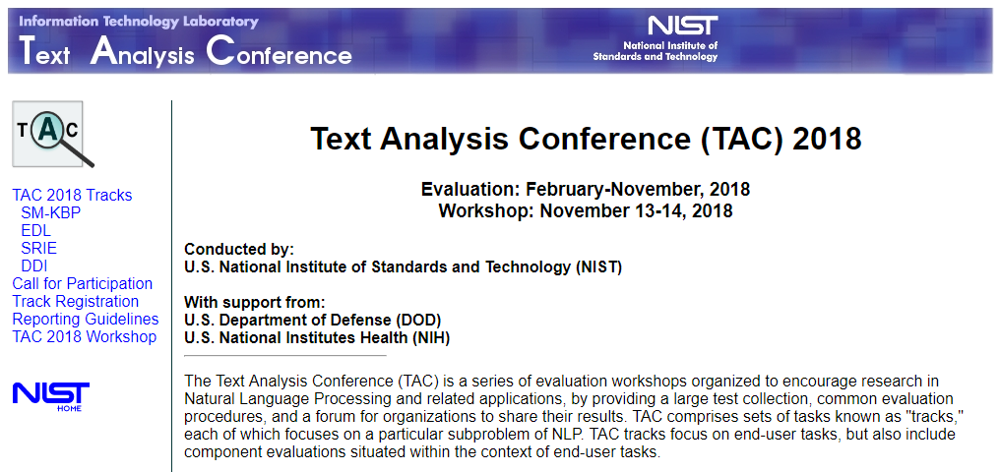 Information Technology Laboratory
Text Analysis Conference
NIST
National Institute of
Standards and Technology
TAC
TAC 2018 Tracks
SM-KBP
EDL
SRIE
DDI
Call for Participation
Track Registration
Reporting Guidelines
TAC 2018 Workshop
NIST
HOME
Text Analysis Conference (TAC) 2018
Evaluation: February-November, 2018
Workshop: November 13-14, 2018
Conducted by:
U.S. National Institute of Standards and Technology (NIST)
With support from:
U.S. Department of Defense (DOD)
U.S. National Institutes Health (NIH)
The Text Analysis Conference (TAC) is a series of evaluation workshops organized to encourage research in
Natural Language Processing and related applications, by providing a large test collection, common evaluation
procedures, and a forum for organizations to share their results. TAC comprises sets of tasks known as "tracks,"
each of which focuses on a particular subproblem of NLP. TAC tracks focus on end-user tasks, but also include
component evaluations situated within the context of end-user tasks.